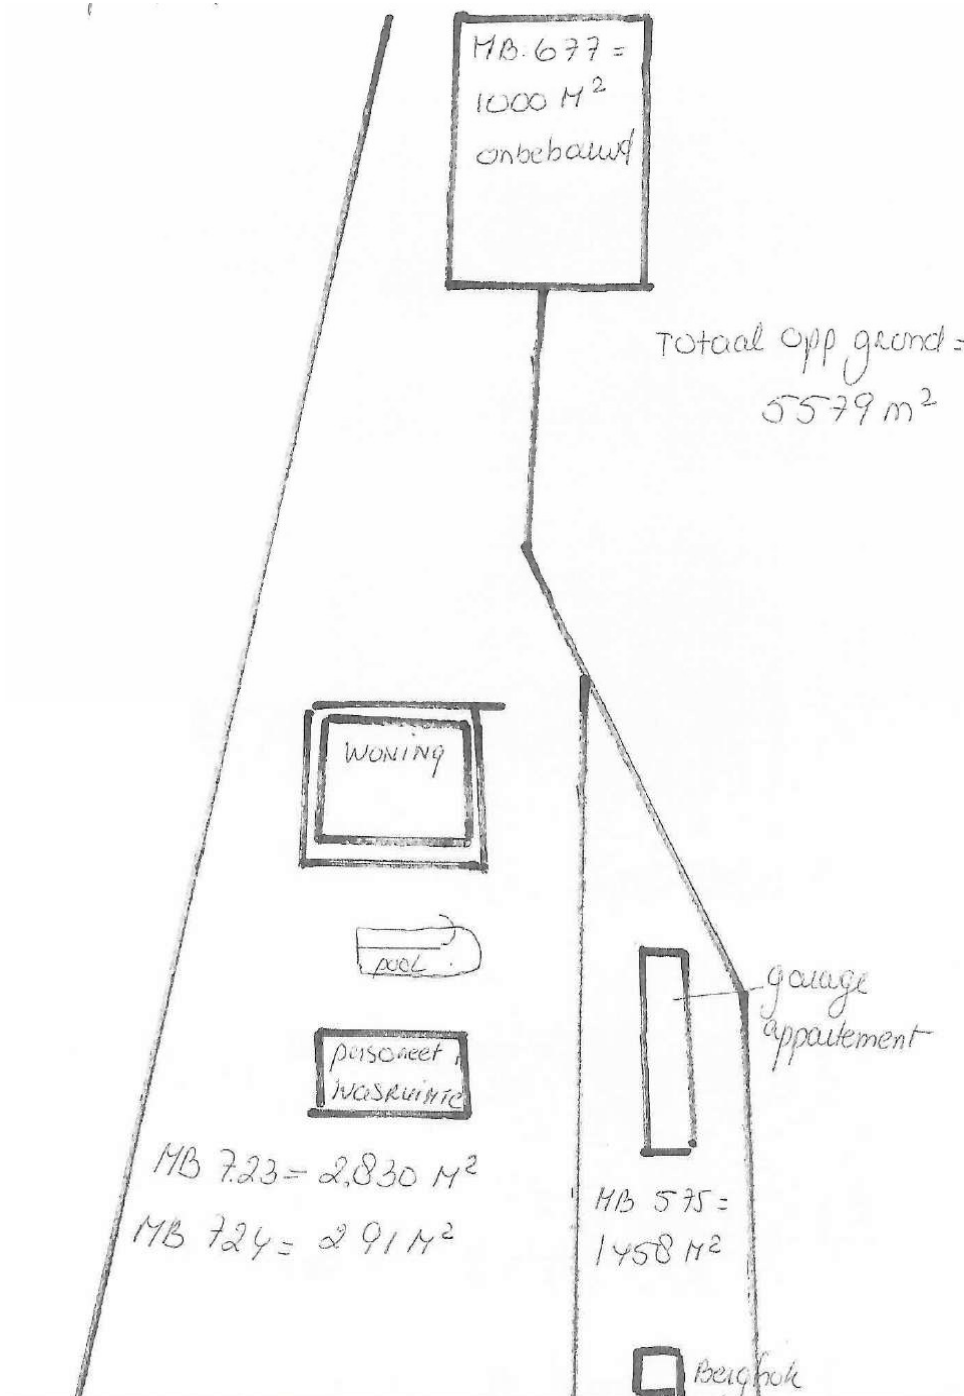 MB. 677 =
1000 M²
onbebouwd
Totaal opp grond =
5579 m²
WONING
pool
personeel
WASRUIMTE
garage
appartement
MB 723 = 2.830 M²
MB 724 = 291 M²
MB 575 =
1458 M²
Berghok